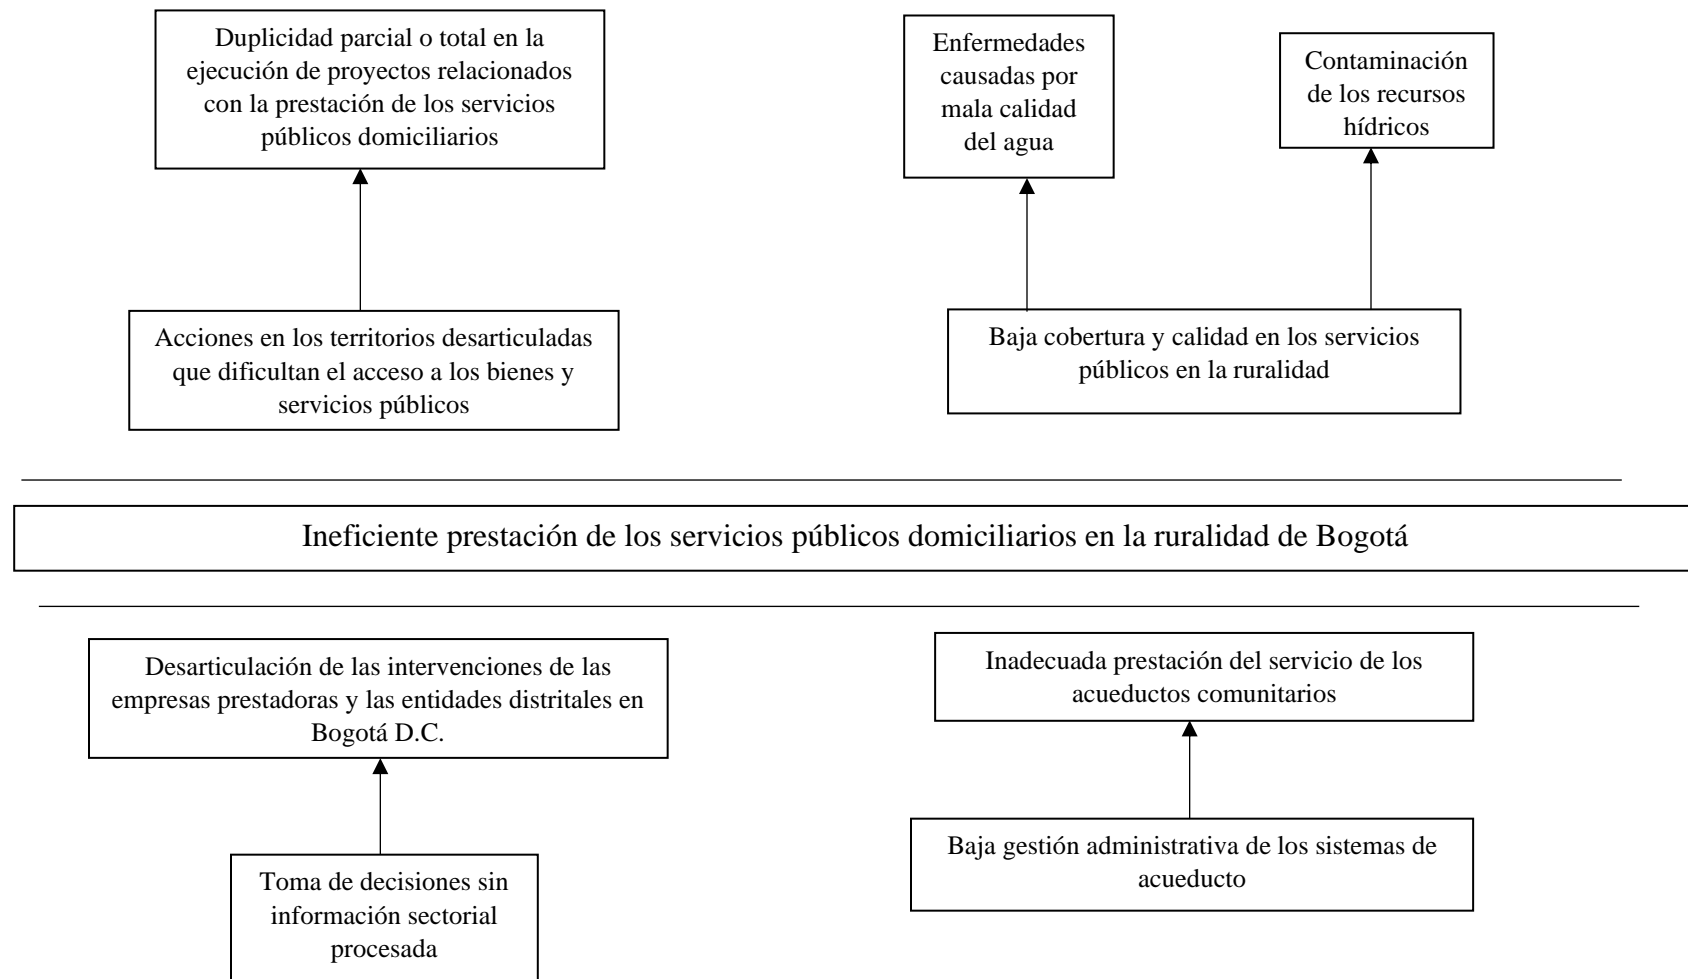 Duplicidad parcial o total en la
ejecución de proyectos relacionados
con la prestación de los servicios
públicos domiciliarios
Enfermedades
causadas por
mala calidad
del agua
Contaminación
de los recursos
hídricos
Acciones en los territorios desarticuladas
que dificultan el acceso a los bienes y
servicios públicos
Baja cobertura y calidad en los servicios
públicos en la ruralidad
Ineficiente prestación de los servicios públicos domiciliarios en la ruralidad de Bogotá
Desarticulación de las intervenciones de las
empresas prestadoras y las entidades distritales en
Bogotá D.C.
Inadecuada prestación del servicio de los
acueductos comunitarios
Toma de decisiones sin
información sectorial
procesada
Baja gestión administrativa de los sistemas de
acueducto